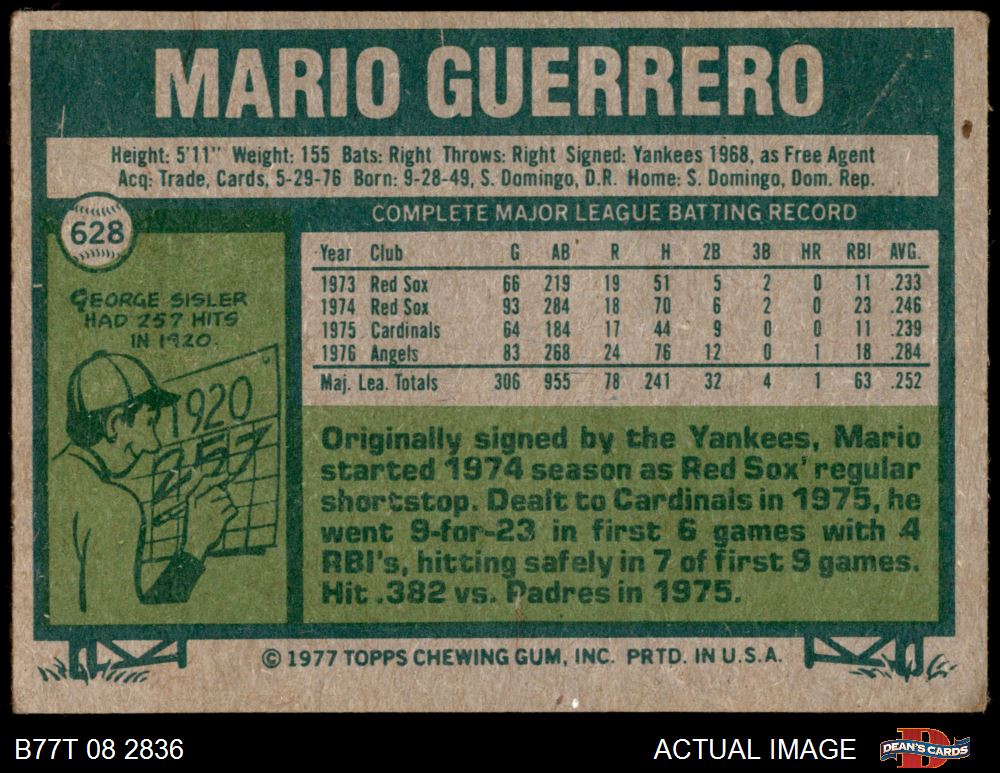 MARIO GUERRERO
Height: 5'11" Weight: 155 Bats: Right Throws: Right Signed: Yankees 1968, as Free Agent
Acq: Trade, Cards, 5-29-76 Born: 9-28-49, S. Domingo, D.R. Home: S. Domingo, Dom. Rep.
628
GEORGE SISLER
HAD 257 HITS
IN 1920.
1920
257
COMPLETE MAJOR LEAGUE BATTING RECORD
Year Club G AB R H 2B 3B HR RBI AVG.
1973 Red Sox 66 219 19 51 5 2 0 11 .233
1974 Red Sox 93 284 18 70 6 2 0 23 .246
1975 Cardinals 64 184 17 44 9 0 0 11 .239
1976 Angels 83 268 24 76 12 0 1 18 .284
Maj. Lea. Totals 306 955 78 241 32 4 1 63 .252
Originally signed by the Yankees, Mario
started 1974 season as Red Sox' regular
shortstop. Dealt to Cardinals in 1975, he
went 9-for-23 in first 6 games with 4
RBI's, hitting safely in 7 of first 9 games.
Hit .382 vs. Padres in 1975.
© 1977 TOPPS CHEWING GUM, INC. PRTD. IN U.S.A.
B77T 08 2836
ACTUAL IMAGE
DEAN'S CARDS